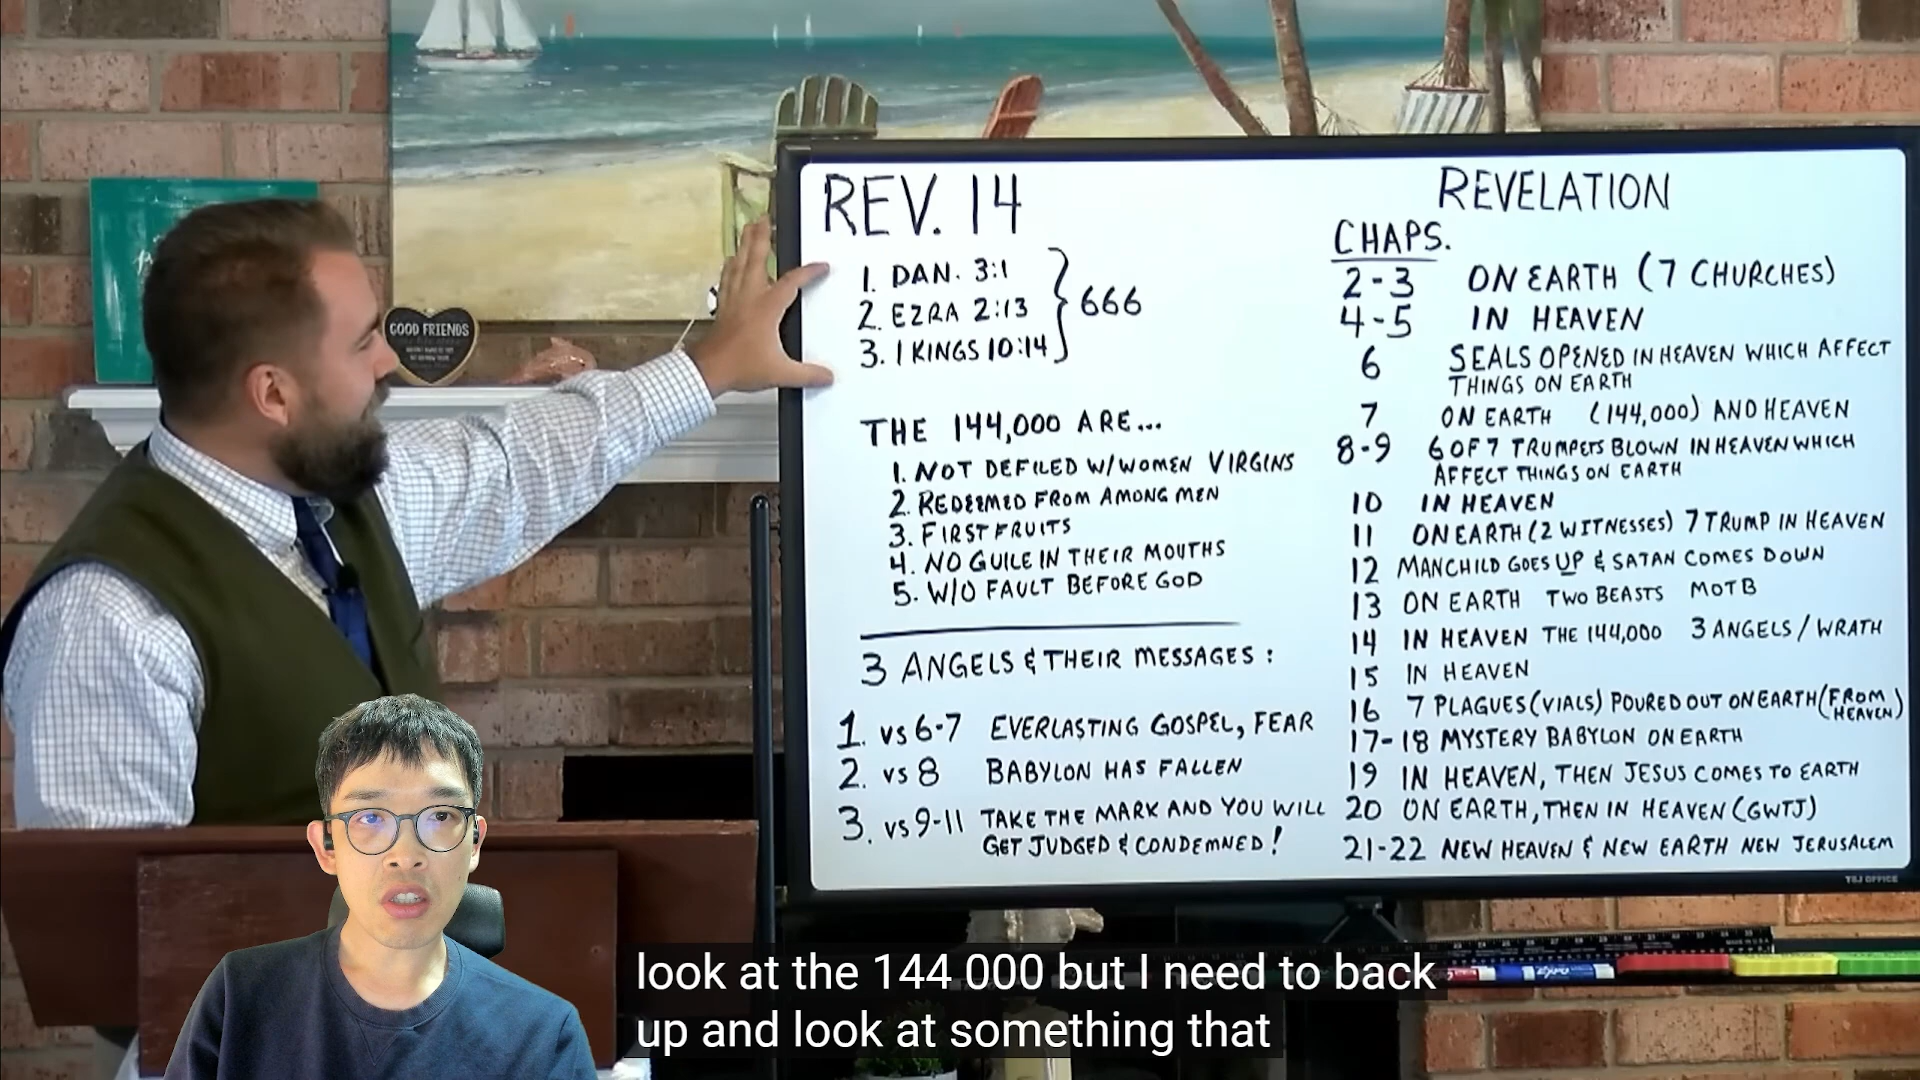 REV. 14
1. DAN. 3:1
2. EZRA 2:13
3. 1 KINGS 10:14
666
THE 144,000 ARE...
1. NOT DEFILED W/WOMEN VIRGINS
2. REDEEMED FROM AMONG MEN
3. FIRST FRUITS
4. NO GUILE IN THEIR MOUTHS
5. W/O FAULT BEFORE GOD
3 ANGELS & THEIR MESSAGES:
1. vs 6-7 EVERLASTING GOSPEL, FEAR
2. vs 8 BABYLON HAS FALLEN
3. vs 9-11 TAKE THE MARK AND YOU WILL
GET JUDGED & CONDEMNED!
REVELATION
CHAPS.
2-3 ON EARTH (7 CHURCHES)
4-5 IN HEAVEN
6 SEALS OPENED IN HEAVEN WHICH AFFECT
THINGS ON EARTH
7 ON EARTH (144,000) AND HEAVEN
8-9 6 OF 7 TRUMPETS BLOWN IN HEAVEN WHICH
AFFECT THINGS ON EARTH
10 IN HEAVEN
11 ON EARTH (2 WITNESSES) 7 TRUMP IN HEAVEN
12 MANCHILD GOES UP & SATAN COMES DOWN
13 ON EARTH TWO BEASTS MOTB
14 IN HEAVEN THE 144,000 3 ANGELS/WRATH
15 IN HEAVEN
16 7 PLAGUES (VIALS) POURED OUT ON EARTH (FROM
HEAVEN)
17-18 MYSTERY BABYLON ON EARTH
19 IN HEAVEN, THEN JESUS COMES TO EARTH
20 ON EARTH, THEN IN HEAVEN (GWTJ)
21-22 NEW HEAVEN & NEW EARTH NEW JERUSALEM
GOOD FRIENDS
TSJ OFFICE
EXPO
look at the 144 000 but I need to back
up and look at something that